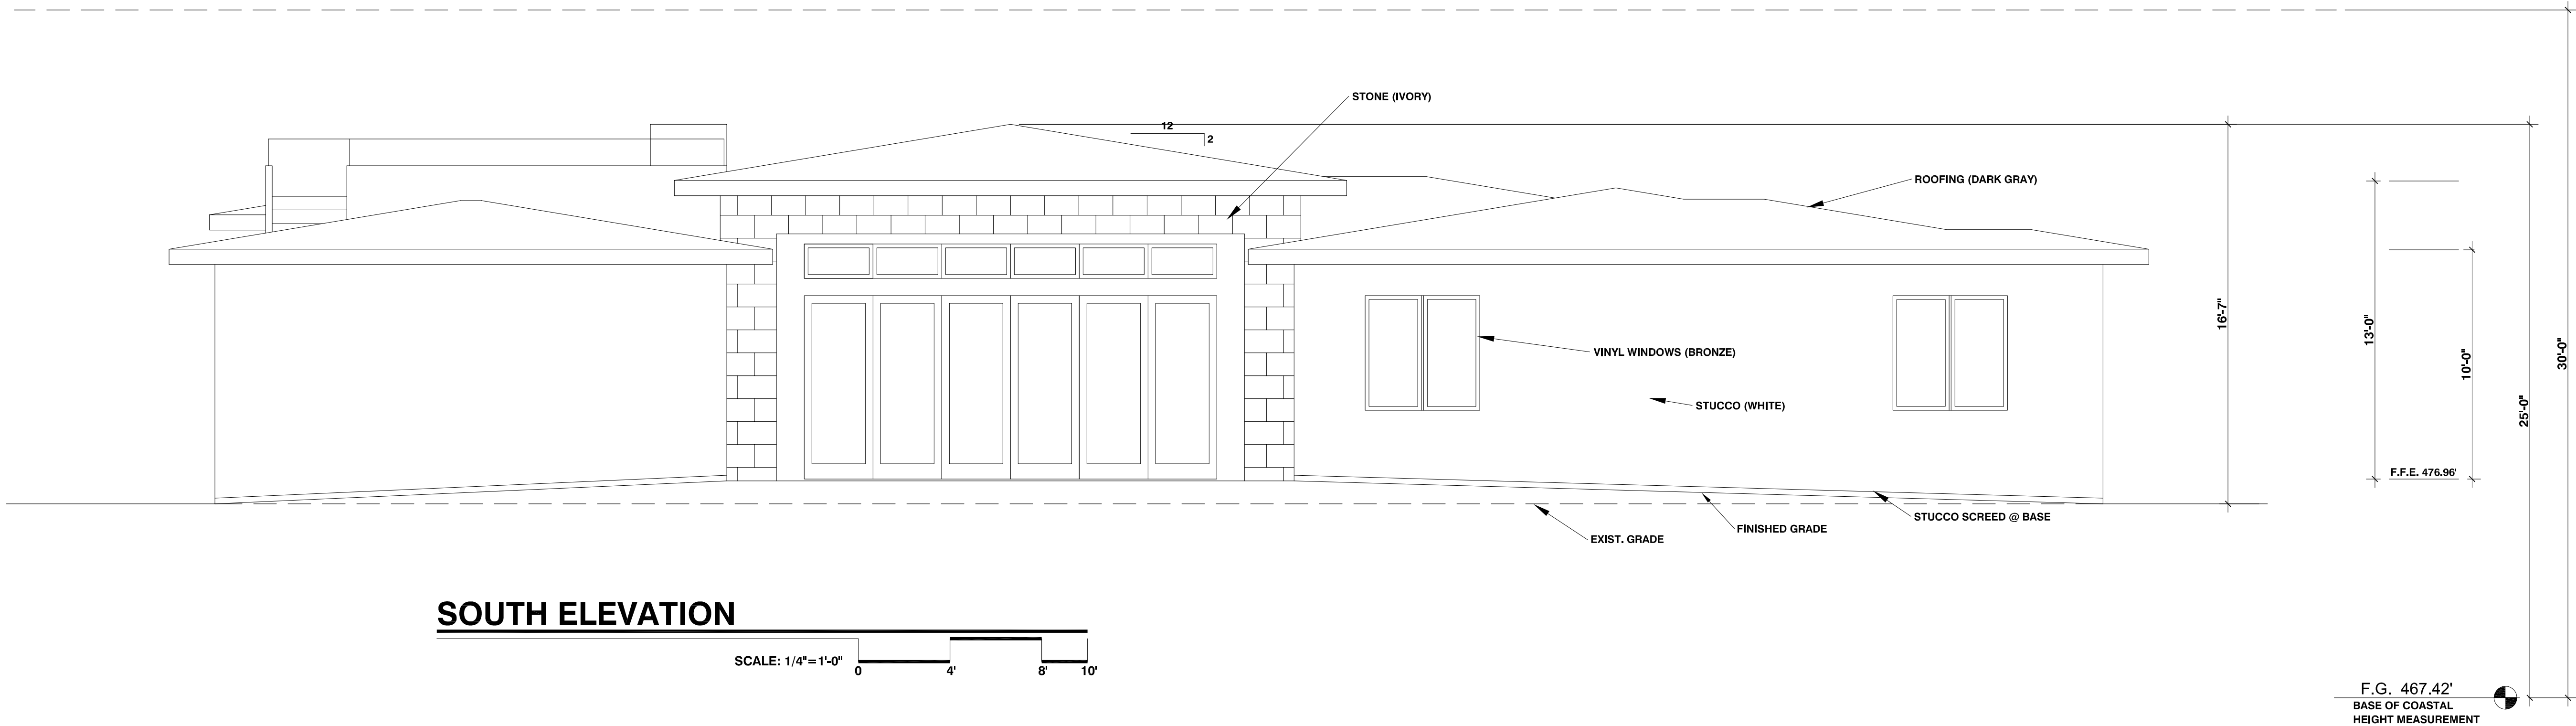 STONE (IVORY)
12
2
ROOFING (DARK GRAY)
16'-7"
13'-0"
10'-0"
25'-0"
30'-0"
VINYL WINDOWS (BRONZE)
STUCCO (WHITE)
F.F.E. 476.96'
STUCCO SCREED @ BASE
FINISHED GRADE
EXIST. GRADE
SOUTH ELEVATION
SCALE: 1/4"=1'-0"
0 4' 8' 10'
F.G. 467.42'
BASE OF COASTAL
HEIGHT MEASUREMENT